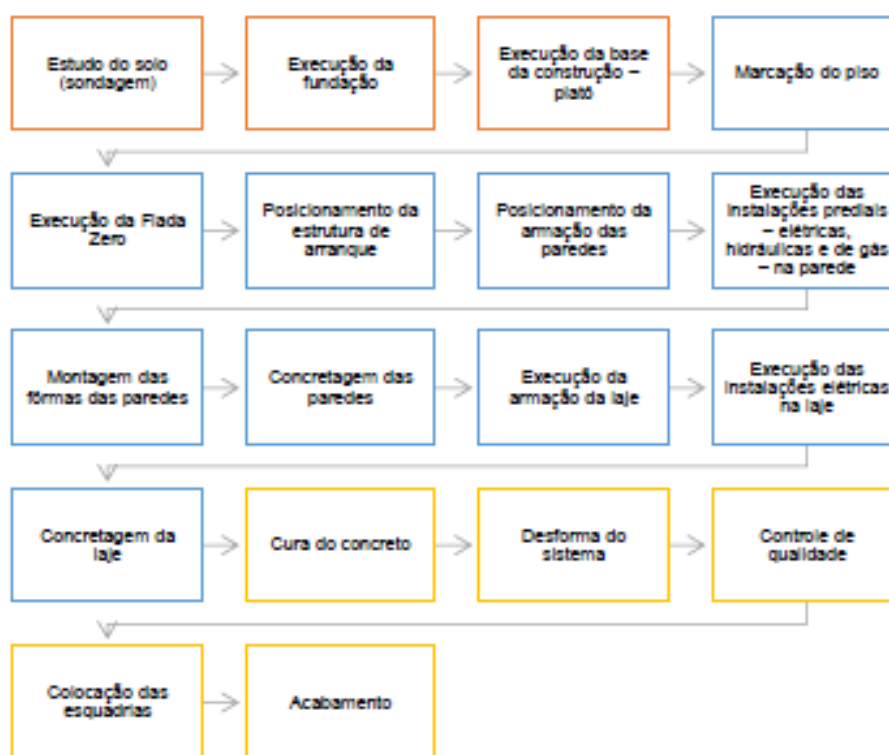 Estudo do solo
(sondagem)
Execução da
fundação
Execução da base
da construção –
platô
Marcação do piso
Execução da Fiada
Zero
Posicionamento da
estrutura de
arranque
Posicionamento da
armação das
paredes
Execução das
instalações prediais
– elétricas,
hidráulicas e de gás
– na parede
Montagem das
fôrmas das paredes
Concretagem das
paredes
Execução da
armação da laje
Execução das
instalações elétricas
na laje
Concretagem da
laje
Cura do concreto
Desforma do
sistema
Controle de
qualidade
Colocação das
esquadrias
Acabamento